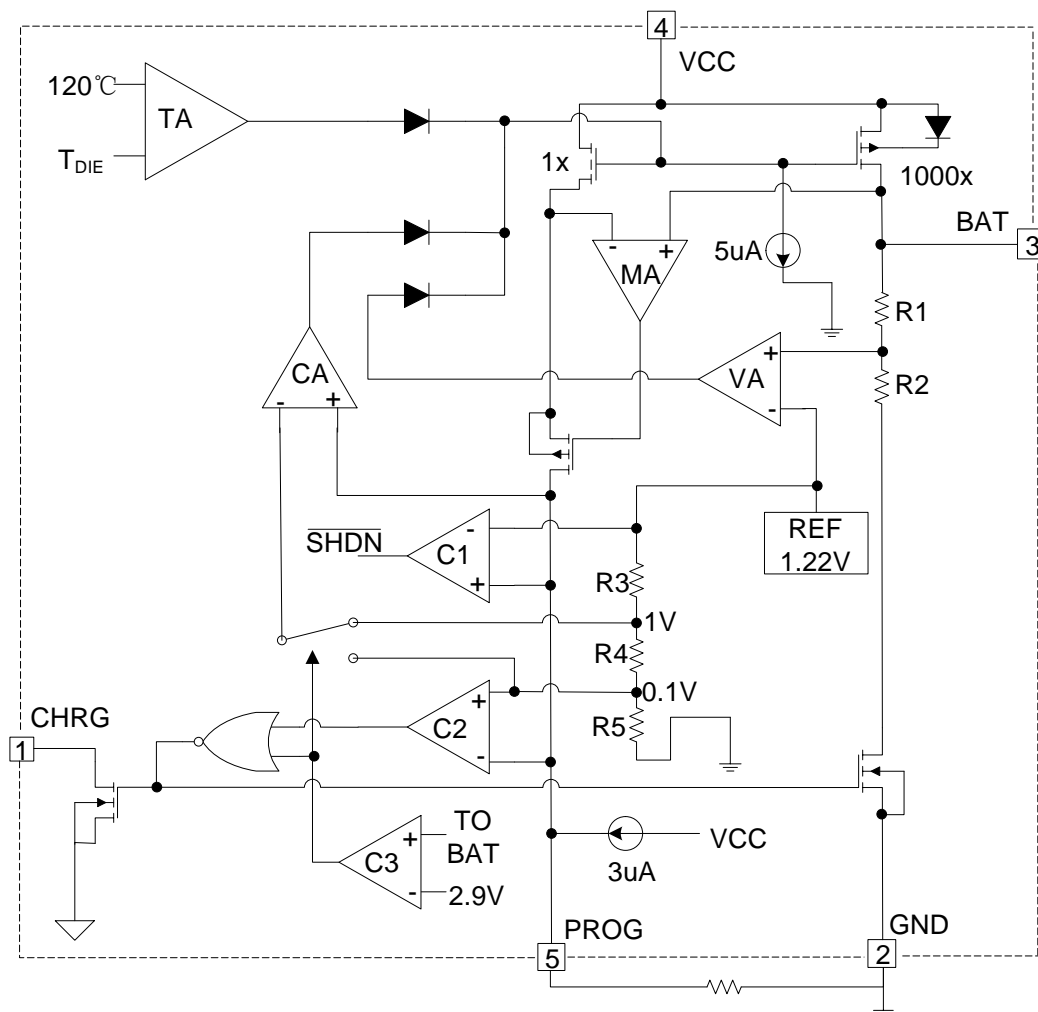 4
VCC
120℃
TA
TDIE
1x
1000x
BAT
3
- +
MA
5uA
R1
CA
- +
VA
+
-
R2
SHDN
C1
-
+
REF
1.22V
R3
1V
R4
0.1V
CHRG
1
C2
+
-
R5
TO
BAT
C3
+
-
2.9V
VCC
3uA
PROG
5
GND
2